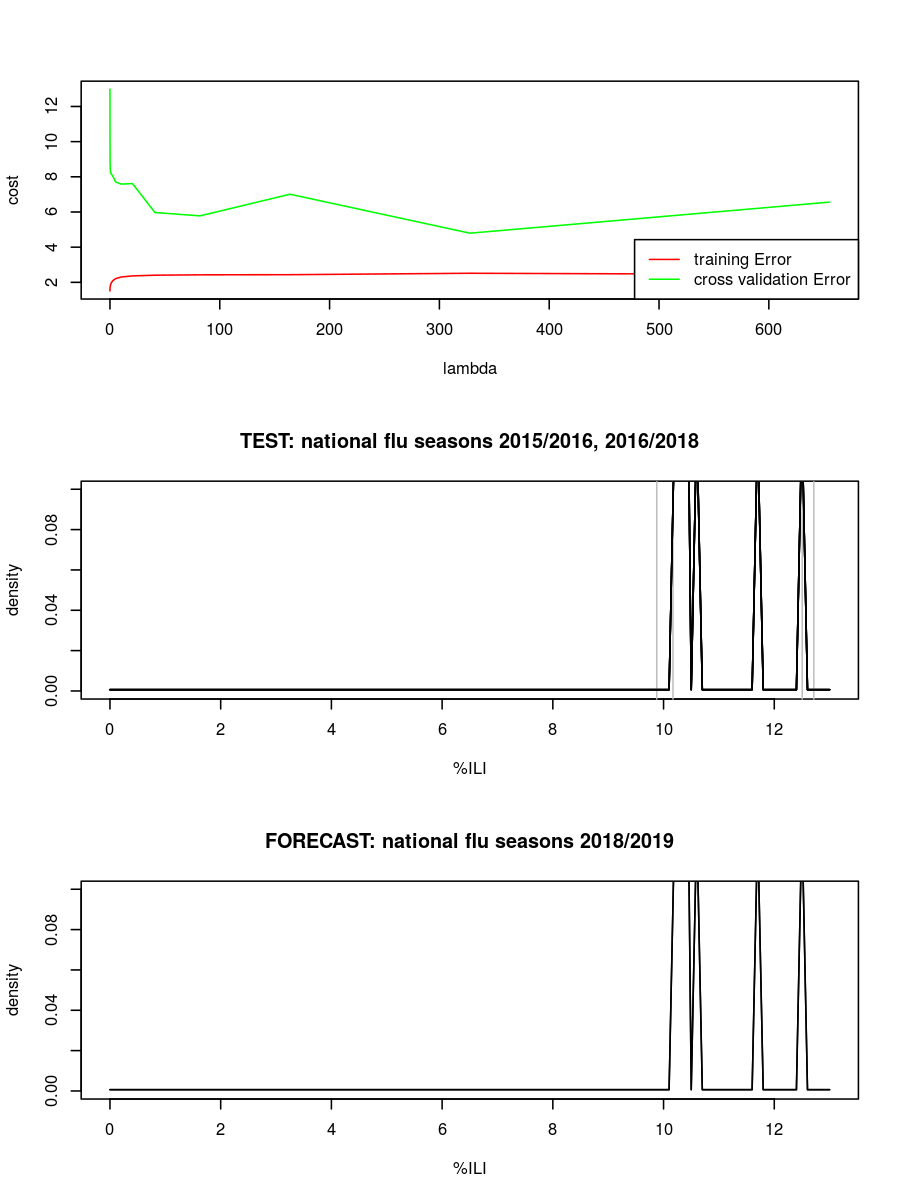 12
10
8
6
4
2
cost
training Error
cross validation Error
0 100 200 300 400 500 600
lambda
TEST: national flu seasons 2015/2016, 2016/2018
0.08
0.04
0.00
density
0 2 4 6 8 10 12
%ILI
FORECAST: national flu seasons 2018/2019
0.08
0.04
0.00
density
0 2 4 6 8 10 12
%ILI